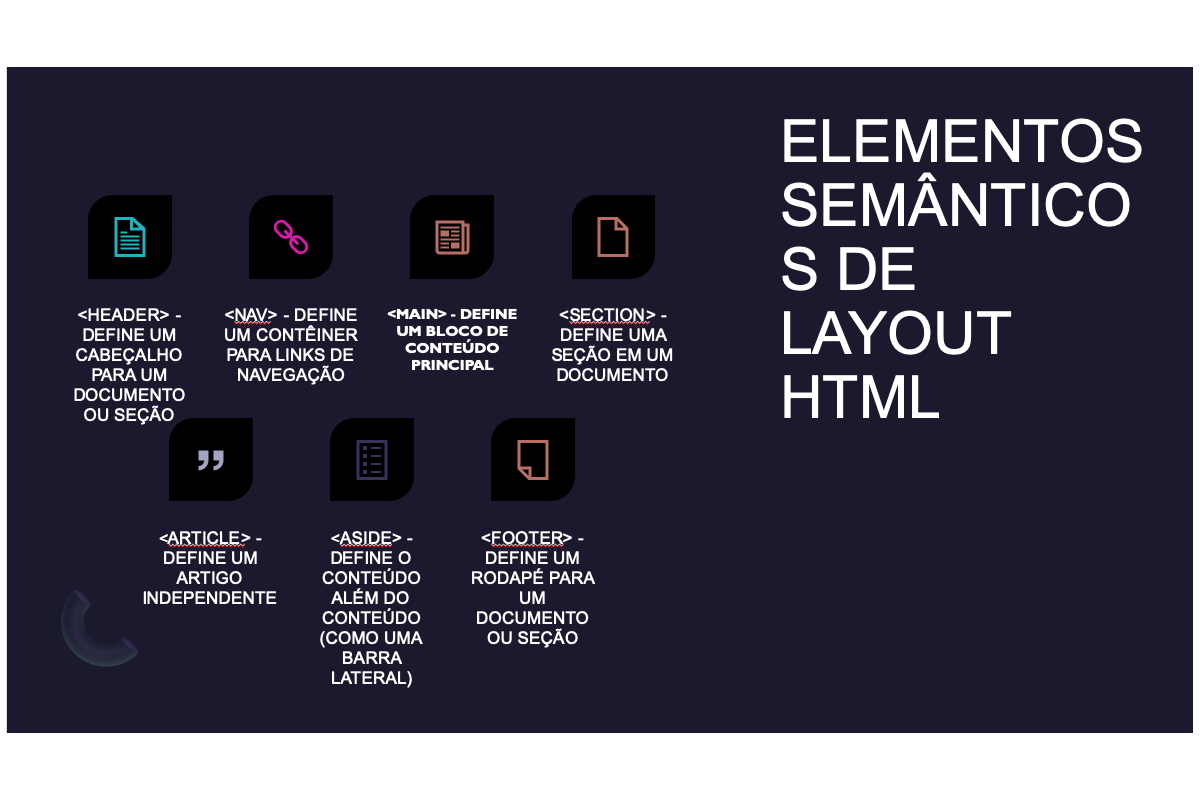 ELEMENTOS
SEMÂNTICO
S DE
LAYOUT
HTML
<HEADER> -
DEFINE UM
CABEÇALHO
PARA UM
DOCUMENTO
OU SEÇÃO
<NAV> - DEFINE
UM CONTÊINER
PARA LINKS DE
NAVEGAÇÃO
<MAIN> - DEFINE
UM BLOCO DE
CONTEÚDO
PRINCIPAL
<SECTION> -
DEFINE UMA
SEÇÃO EM UM
DOCUMENTO
<ARTICLE> -
DEFINE UM
ARTIGO
INDEPENDENTE
<ASIDE> -
DEFINE O
CONTEÚDO
ALÉM DO
CONTEÚDO
(COMO UMA
BARRA
LATERAL)
<FOOTER> -
DEFINE UM
RODAPÉ PARA
UM
DOCUMENTO
OU SEÇÃO